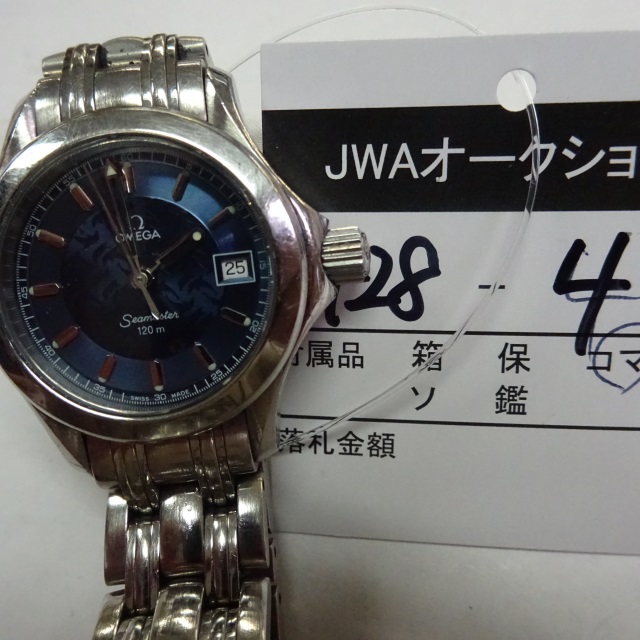 OMEGA
25
Seamaster
120 m
SWISS MADE
JWAオークショ
128 - 4
付属品 箱 保 コマ
ソ 鑑
落札金額